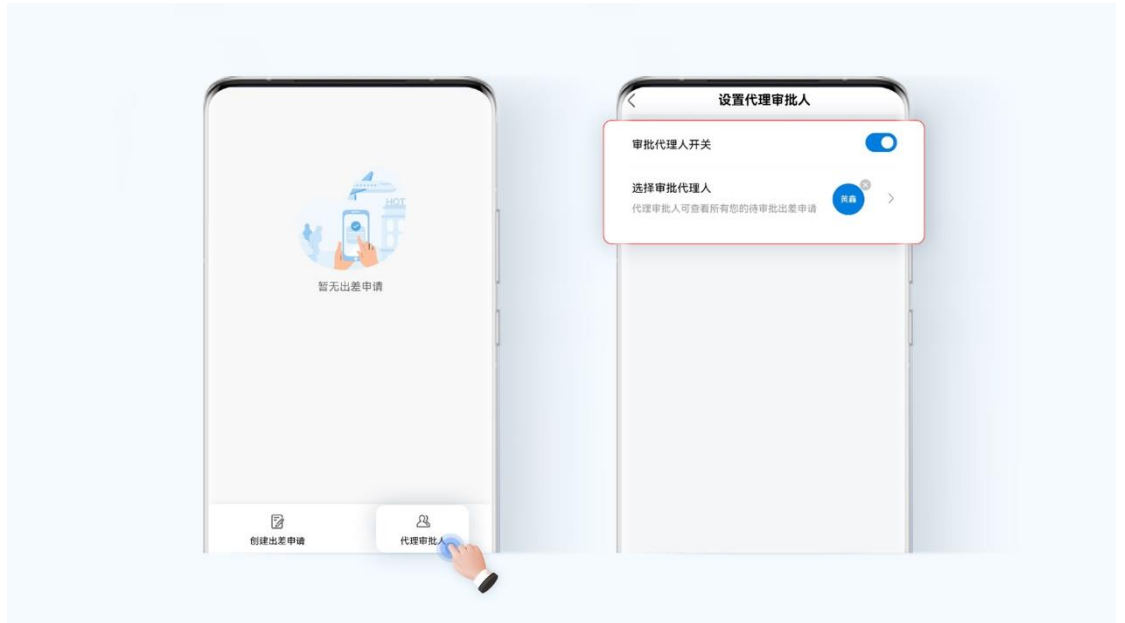 HOT
暂无出差申请
创建出差申请
代理审批人
设置代理审批人
审批代理人开关
选择审批代理人
代理审批人可查看所有您的待审批出差申请